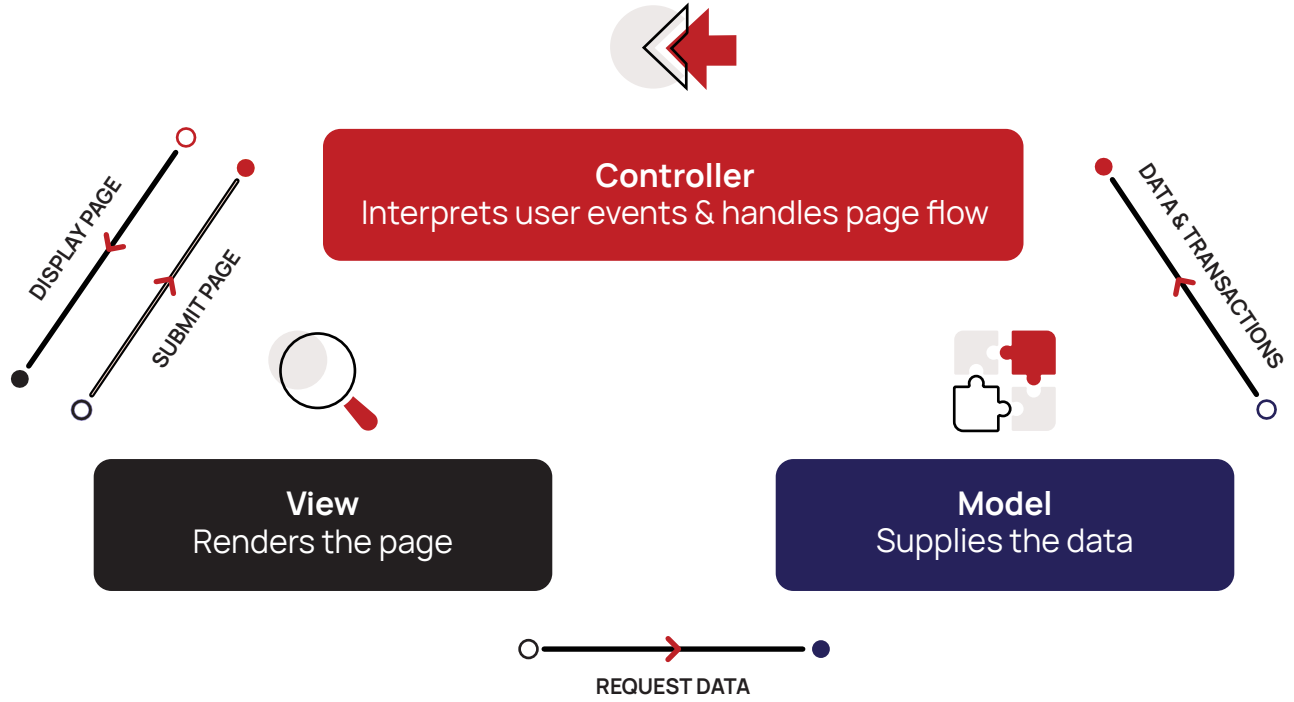 Controller
Interprets user events & handles page flow
DISPLAY PAGE
SUBMIT PAGE
DATA & TRANSACTIONS
View
Renders the page
Model
Supplies the data
REQUEST DATA